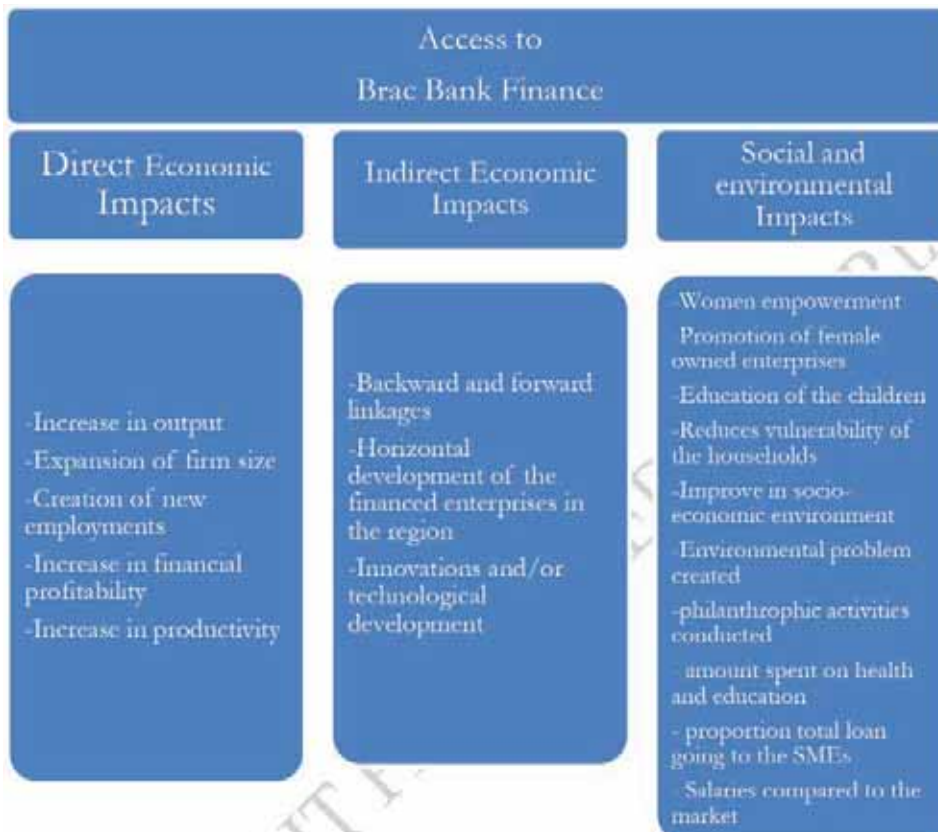 Access to
Brac Bank Finance
Direct Economic
Impacts
Indirect Economic
Impacts
Social and
environmental
Impacts
-Increase in output
-Expansion of firm size
-Creation of new
employments
-Increase in financial
profitability
-Increase in productivity
-Backward and forward
linkages
-Horizontal
development of the
financed enterprises in
the region
-Innovations and/or
technological
development
-Women empowerment
-Promotion of female
owned enterprises
-Education of the children
-Reduces vulnerability of
the households
-Improve in socio-
economic environment
-Environmental problem
created
-philanthrophic activities
conducted
- amount spent on health
and education
- proportion total loan
going to the SMEs
- Salaries compared to the
market